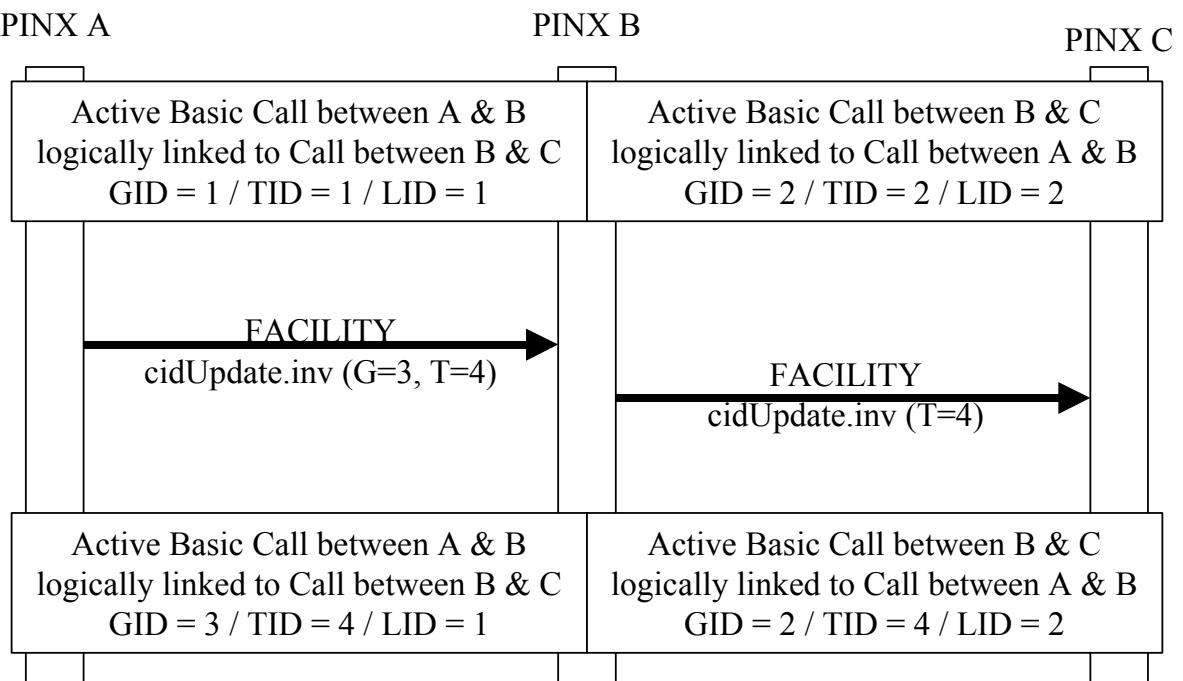 PINX A
PINX B
PINX C
Active Basic Call between A & B
logically linked to Call between B & C
GID = 1 / TID = 1 / LID = 1
Active Basic Call between B & C
logically linked to Call between A & B
GID = 2 / TID = 2 / LID = 2
FACILITY
cidUpdate.inv (G=3, T=4)
FACILITY
cidUpdate.inv (T=4)
Active Basic Call between A & B
logically linked to Call between B & C
GID = 3 / TID = 4 / LID = 1
Active Basic Call between B & C
logically linked to Call between A & B
GID = 2 / TID = 4 / LID = 2